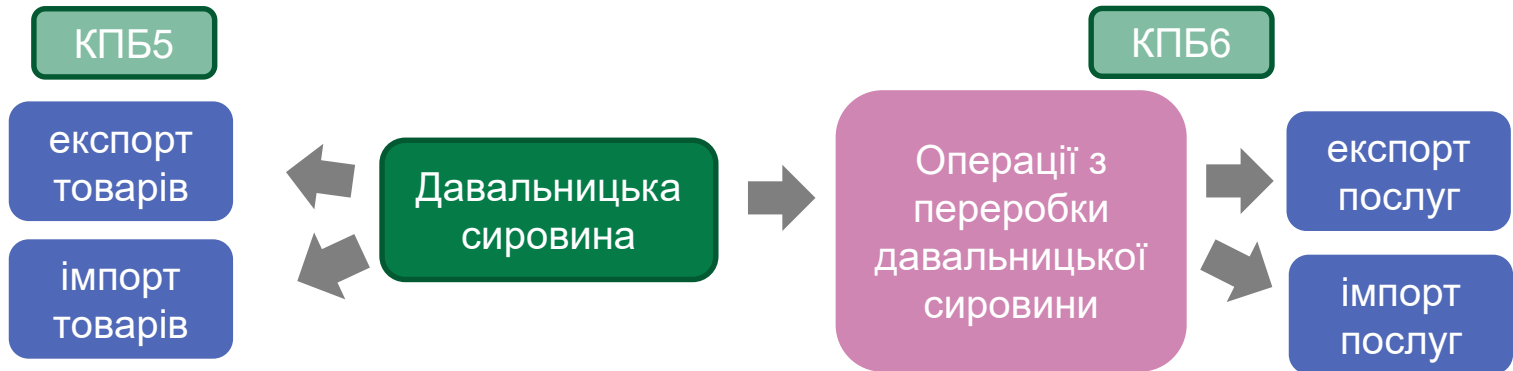 КПБ5
КПБ6
експорт
товарів
імпорт
товарів
Давальницька
сировина
Операції з
переробки
давальницької
сировини
експорт
послуг
імпорт
послуг